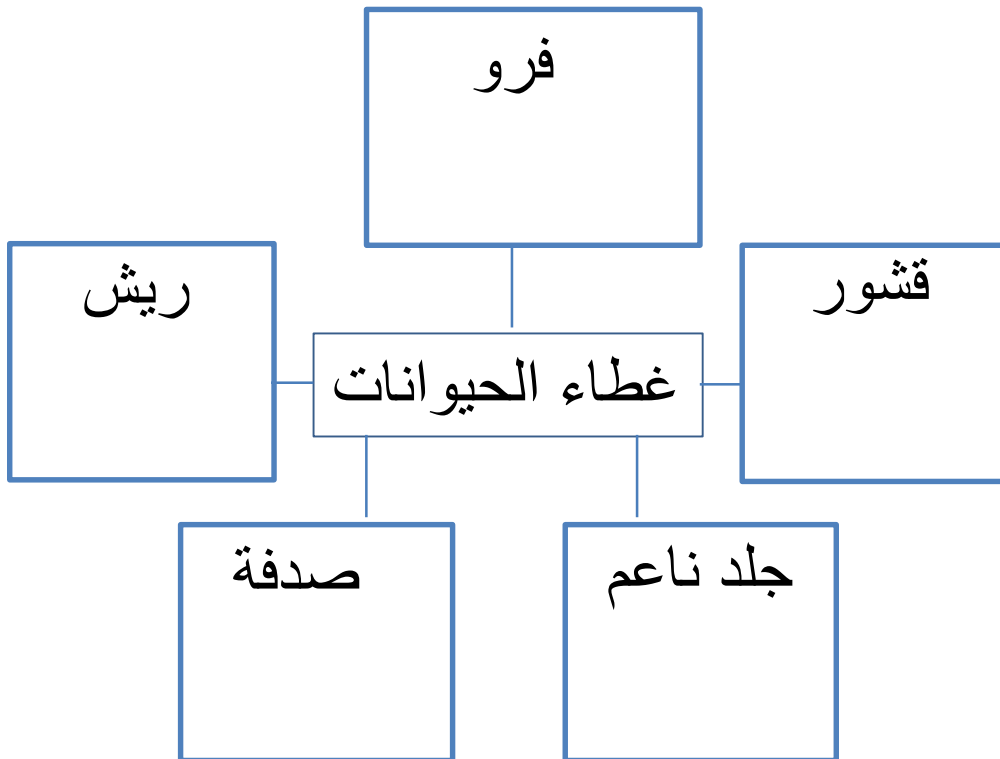 فرو
قشور
ريش
غطاء الحيوانات
جلد ناعم
صدفة